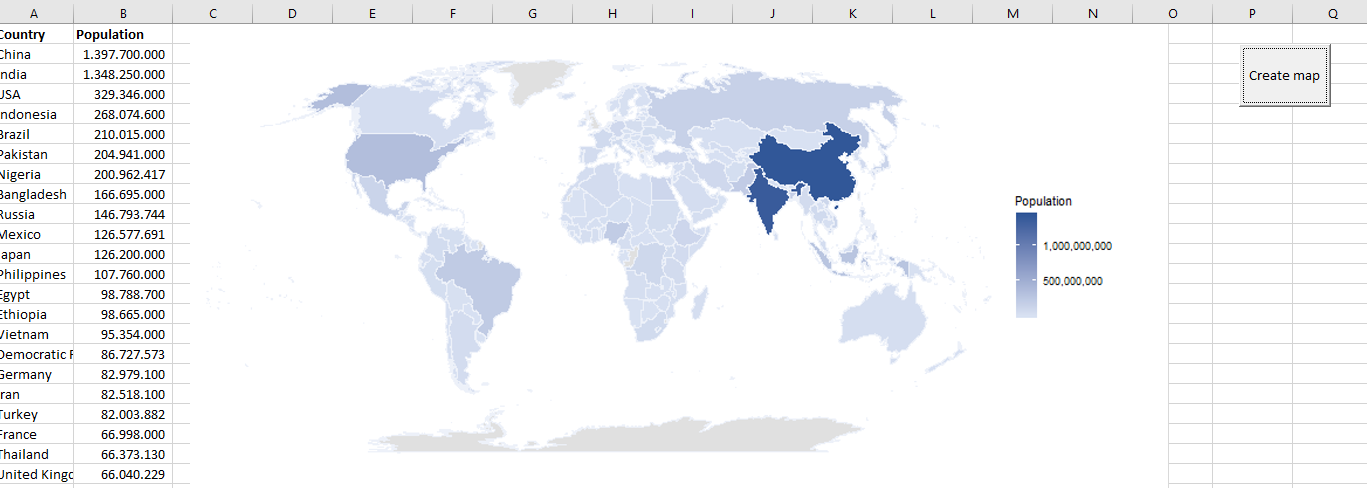 A B C D E F G H I J K L M N O P Q
Country Population
China 1.397.700.000
ndia 1.348.250.000
USA 329.346.000
ndonesia 268.074.600
Brazil 210.015.000
Pakistan 204.941.000
Nigeria 200.962.417
Bangladesh 166.695.000
Russia 146.793.744
Mexico 126.577.691
apan 126.200.000
Philippines 107.760.000
Egypt 98.788.700
Ethiopia 98.665.000
Vietnam 95.354.000
Democratic F 86.727.573
Germany 82.979.100
ran 82.518.100
Turkey 82.003.882
France 66.998.000
Thailand 66.373.130
United Kingd 66.040.229
Population
1,000,000,000
500,000,000
Create map